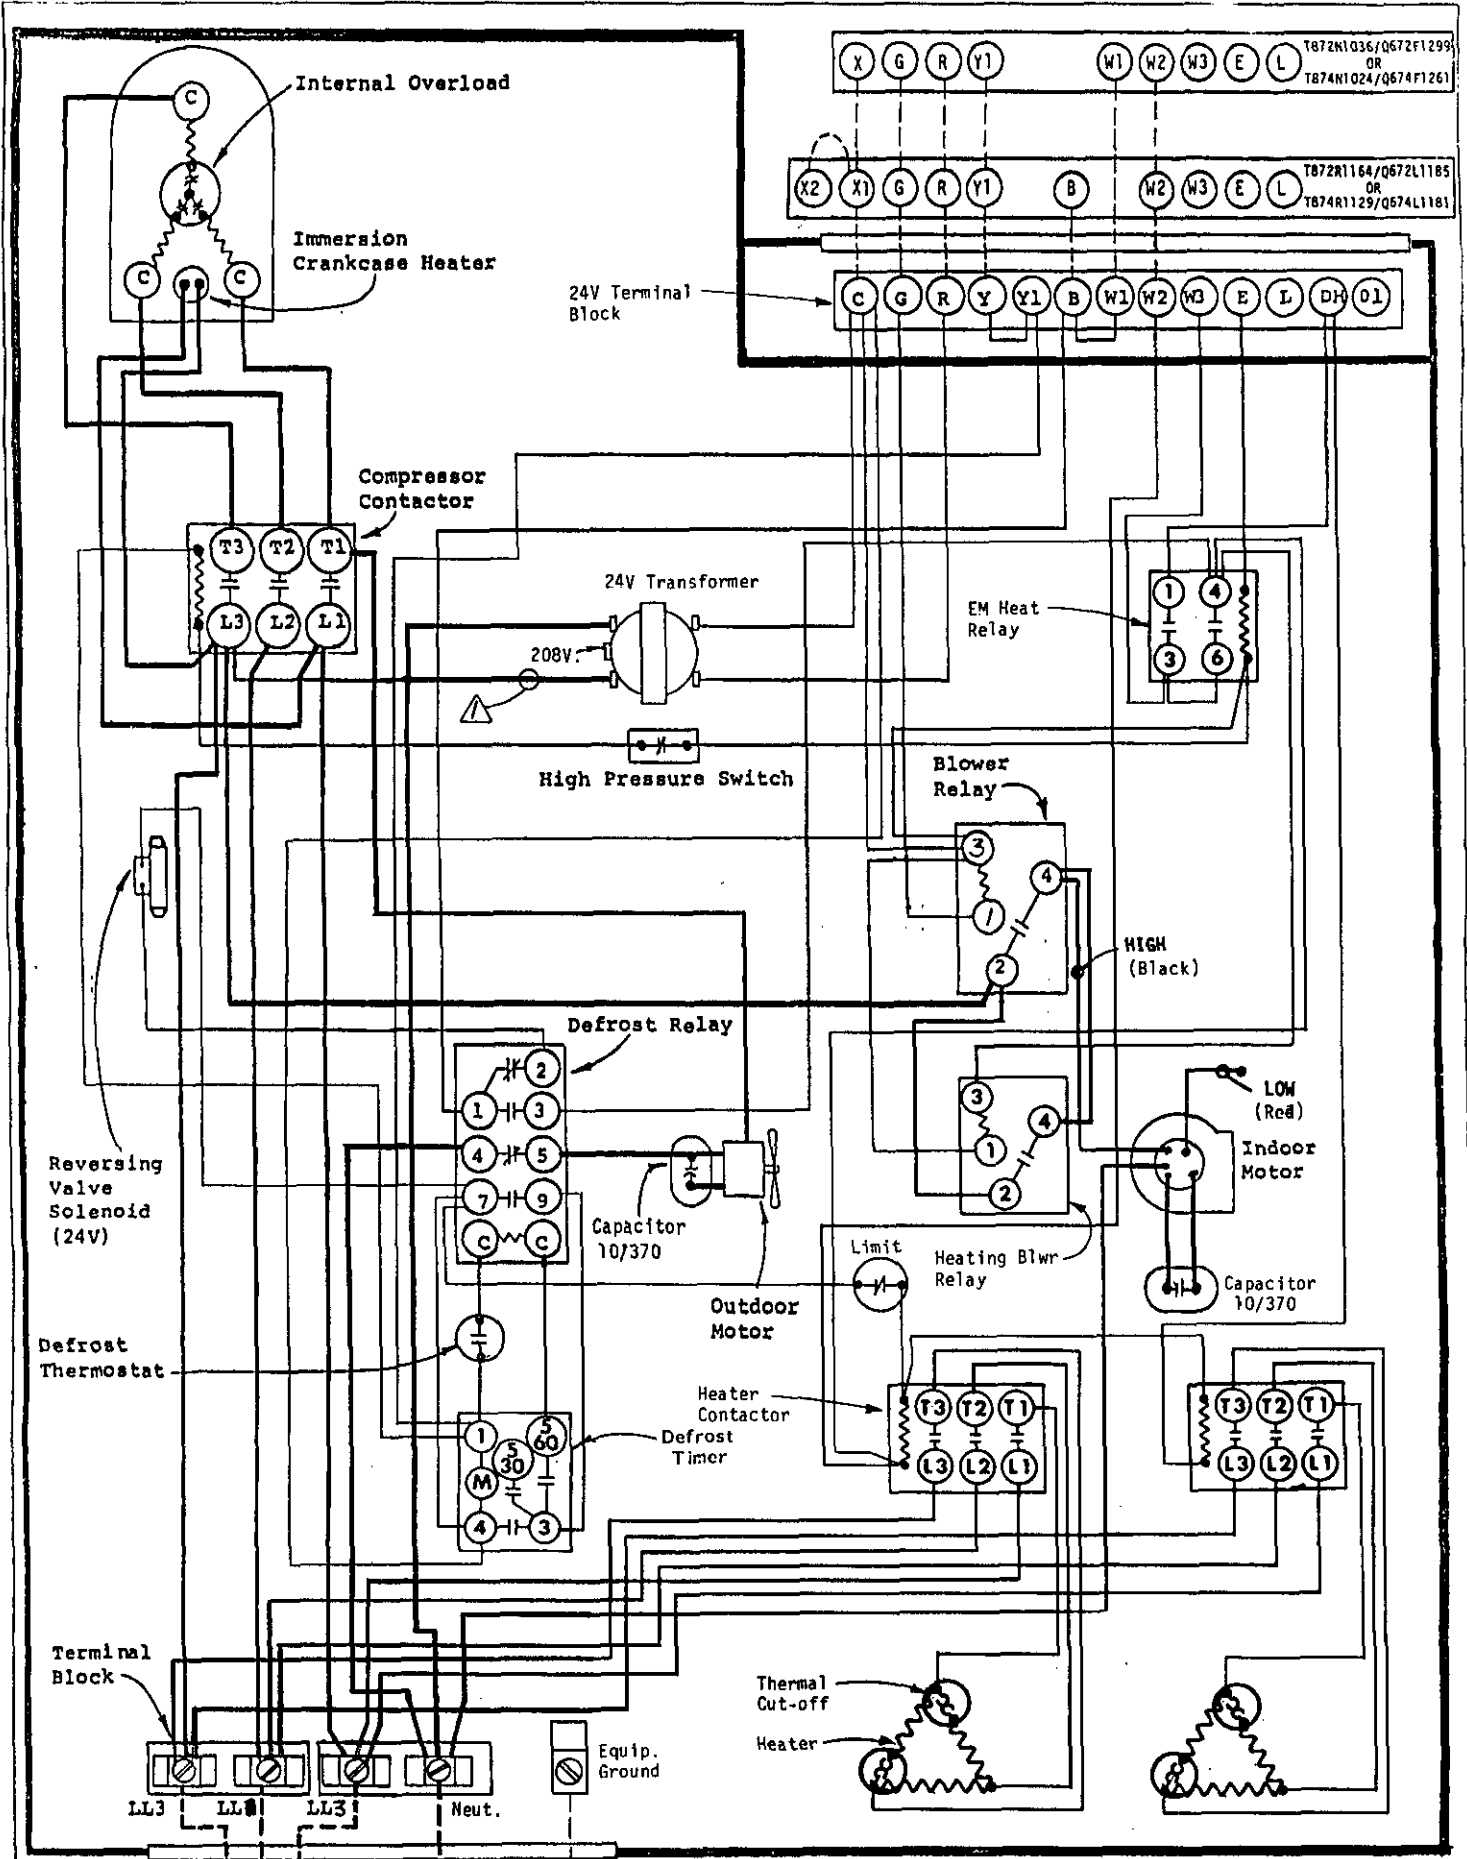 X G R Y1 W1 W2 W3 E L
T872N1036/Q672F1299
OR
T874N1024/Q674F1261
Internal Overload
C
X2 X1 G R Y1 B W2 W3 E L
T872R1164/Q672L1185
OR
T874R1129/Q674L1181
Immersion
Crankcase Heater
C C
24V Terminal
Block
C G R Y Y1 B W1 W2 W3 E L DH O1
Compressor
Contactor
T3 T2 T1
L3 L2 L1
24V Transformer
208V.
1
EM Heat
Relay
1 4
3 6
High Pressure Switch
Blower
Relay
3
4
1
2
HIGH
(Black)
Reversing
Valve
Solenoid
(24V)
Defrost Relay
2
1 3
4 5
7 9
C C
Capacitor
10/370
Outdoor
Motor
3
4
1
2
Heating Blwr
Relay
LOW
(Red)
Indoor
Motor
Capacitor
10/370
Limit
Defrost
Thermostat
1
5
30
5
60
M
4 3
Defrost
Timer
Heater
Contactor
T3 T2 T1
L3 L2 L1
T3 T2 T1
L3 L2 L1
Terminal
Block
LL3 LL3 Neut.
Equip.
Ground
Thermal
Cut-off
Heater